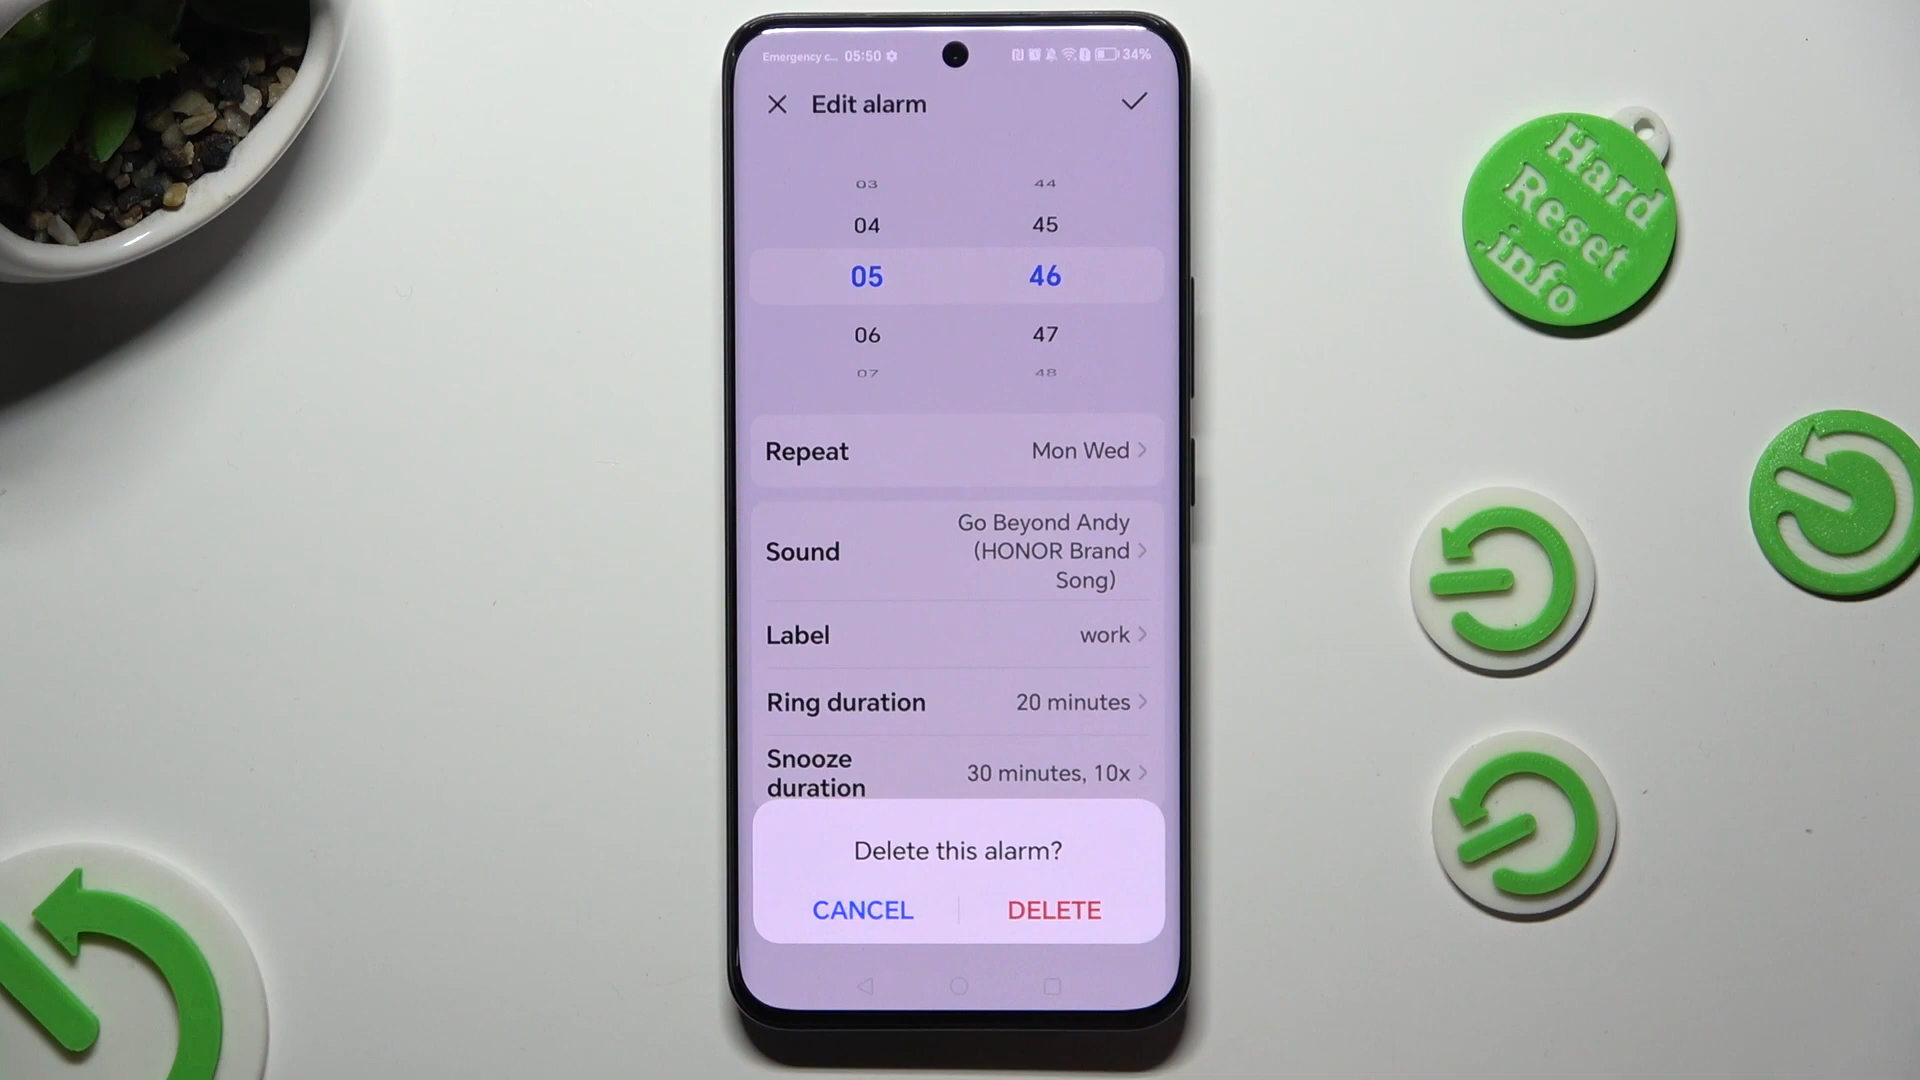 Emergency c... 05:50 34%
Edit alarm
03 44
04 45
05 46
06 47
07 48
Repeat Mon Wed
Sound Go Beyond Andy
(HONOR Brand
Song)
Label work
Ring duration 20 minutes
Snooze
duration 30 minutes, 10x
Delete this alarm?
CANCEL DELETE
Hard
Reset
.info